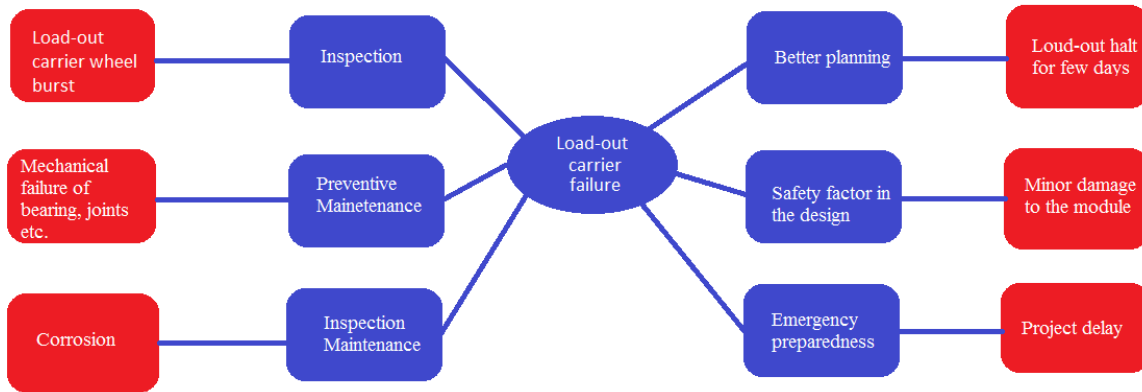 Load-out
carrier wheel
burst
Inspection
Load-out
carrier
failure
Better planning
Loud-out halt
for few days
Mechanical
failure of
bearing, joints
etc.
Preventive
Mainetenance
Safety factor in
the design
Minor damage
to the module
Corrosion
Inspection
Maintenance
Emergency
preparedness
Project delay